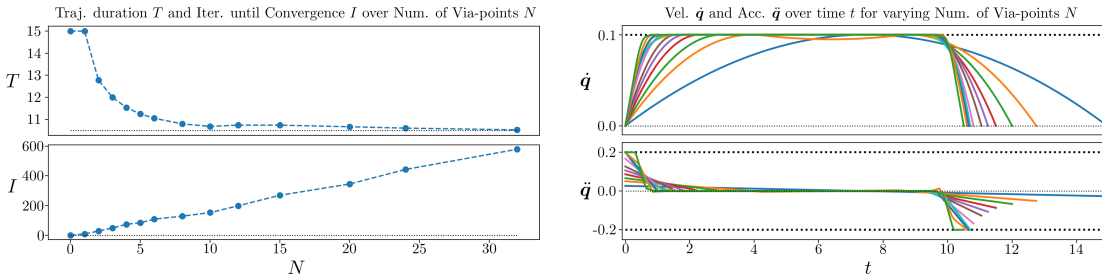 Traj. duration T and Iter. until Convergence I over Num. of Via-points N
15
14
13
12
11
T
600
400
200
0
I
0 5 10 15 20 25 30
N
Vel. q̇ and Acc. q̈ over time t for varying Num. of Via-points N
0.1
0.0
q̇
0.2
0.0
-0.2
q̈
0 2 4 6 8 10 12 14
t